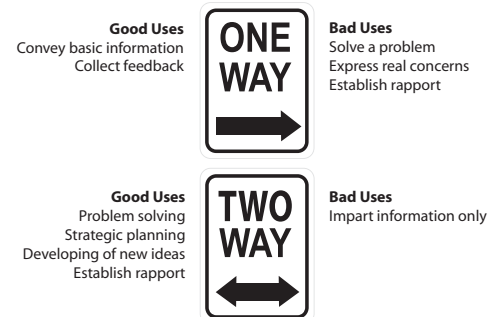 Good Uses
Convey basic information
Collect feedback
ONE
WAY
Bad Uses
Solve a problem
Express real concerns
Establish rapport
Good Uses
Problem solving
Strategic planning
Developing of new ideas
Establish rapport
TWO
WAY
Bad Uses
Impart information only